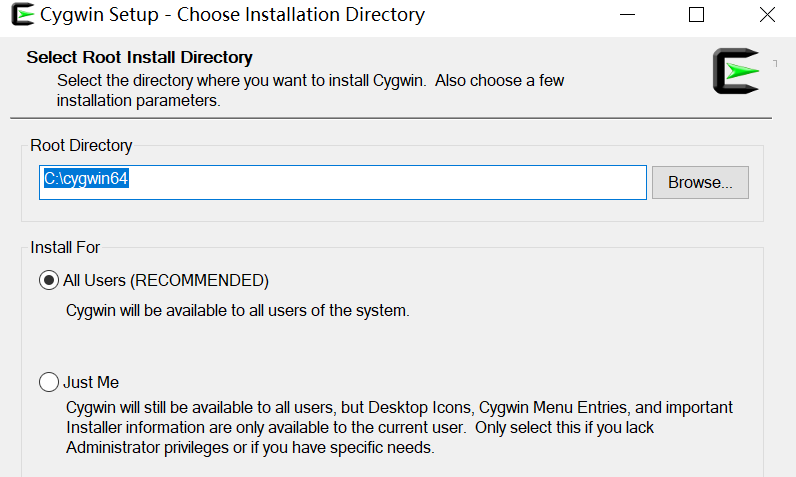 Cygwin Setup - Choose Installation Directory
Select Root Install Directory
Select the directory where you want to install Cygwin.  Also choose a few
installation parameters.
Root Directory
C:\cygwin64
Browse...
Install For
All Users (RECOMMENDED)
Cygwin will be available to all users of the system.
Just Me
Cygwin will still be available to all users, but Desktop Icons, Cygwin Menu Entries, and important
Installer information are only available to the current user.  Only select this if you lack
Administrator privileges or if you have specific needs.